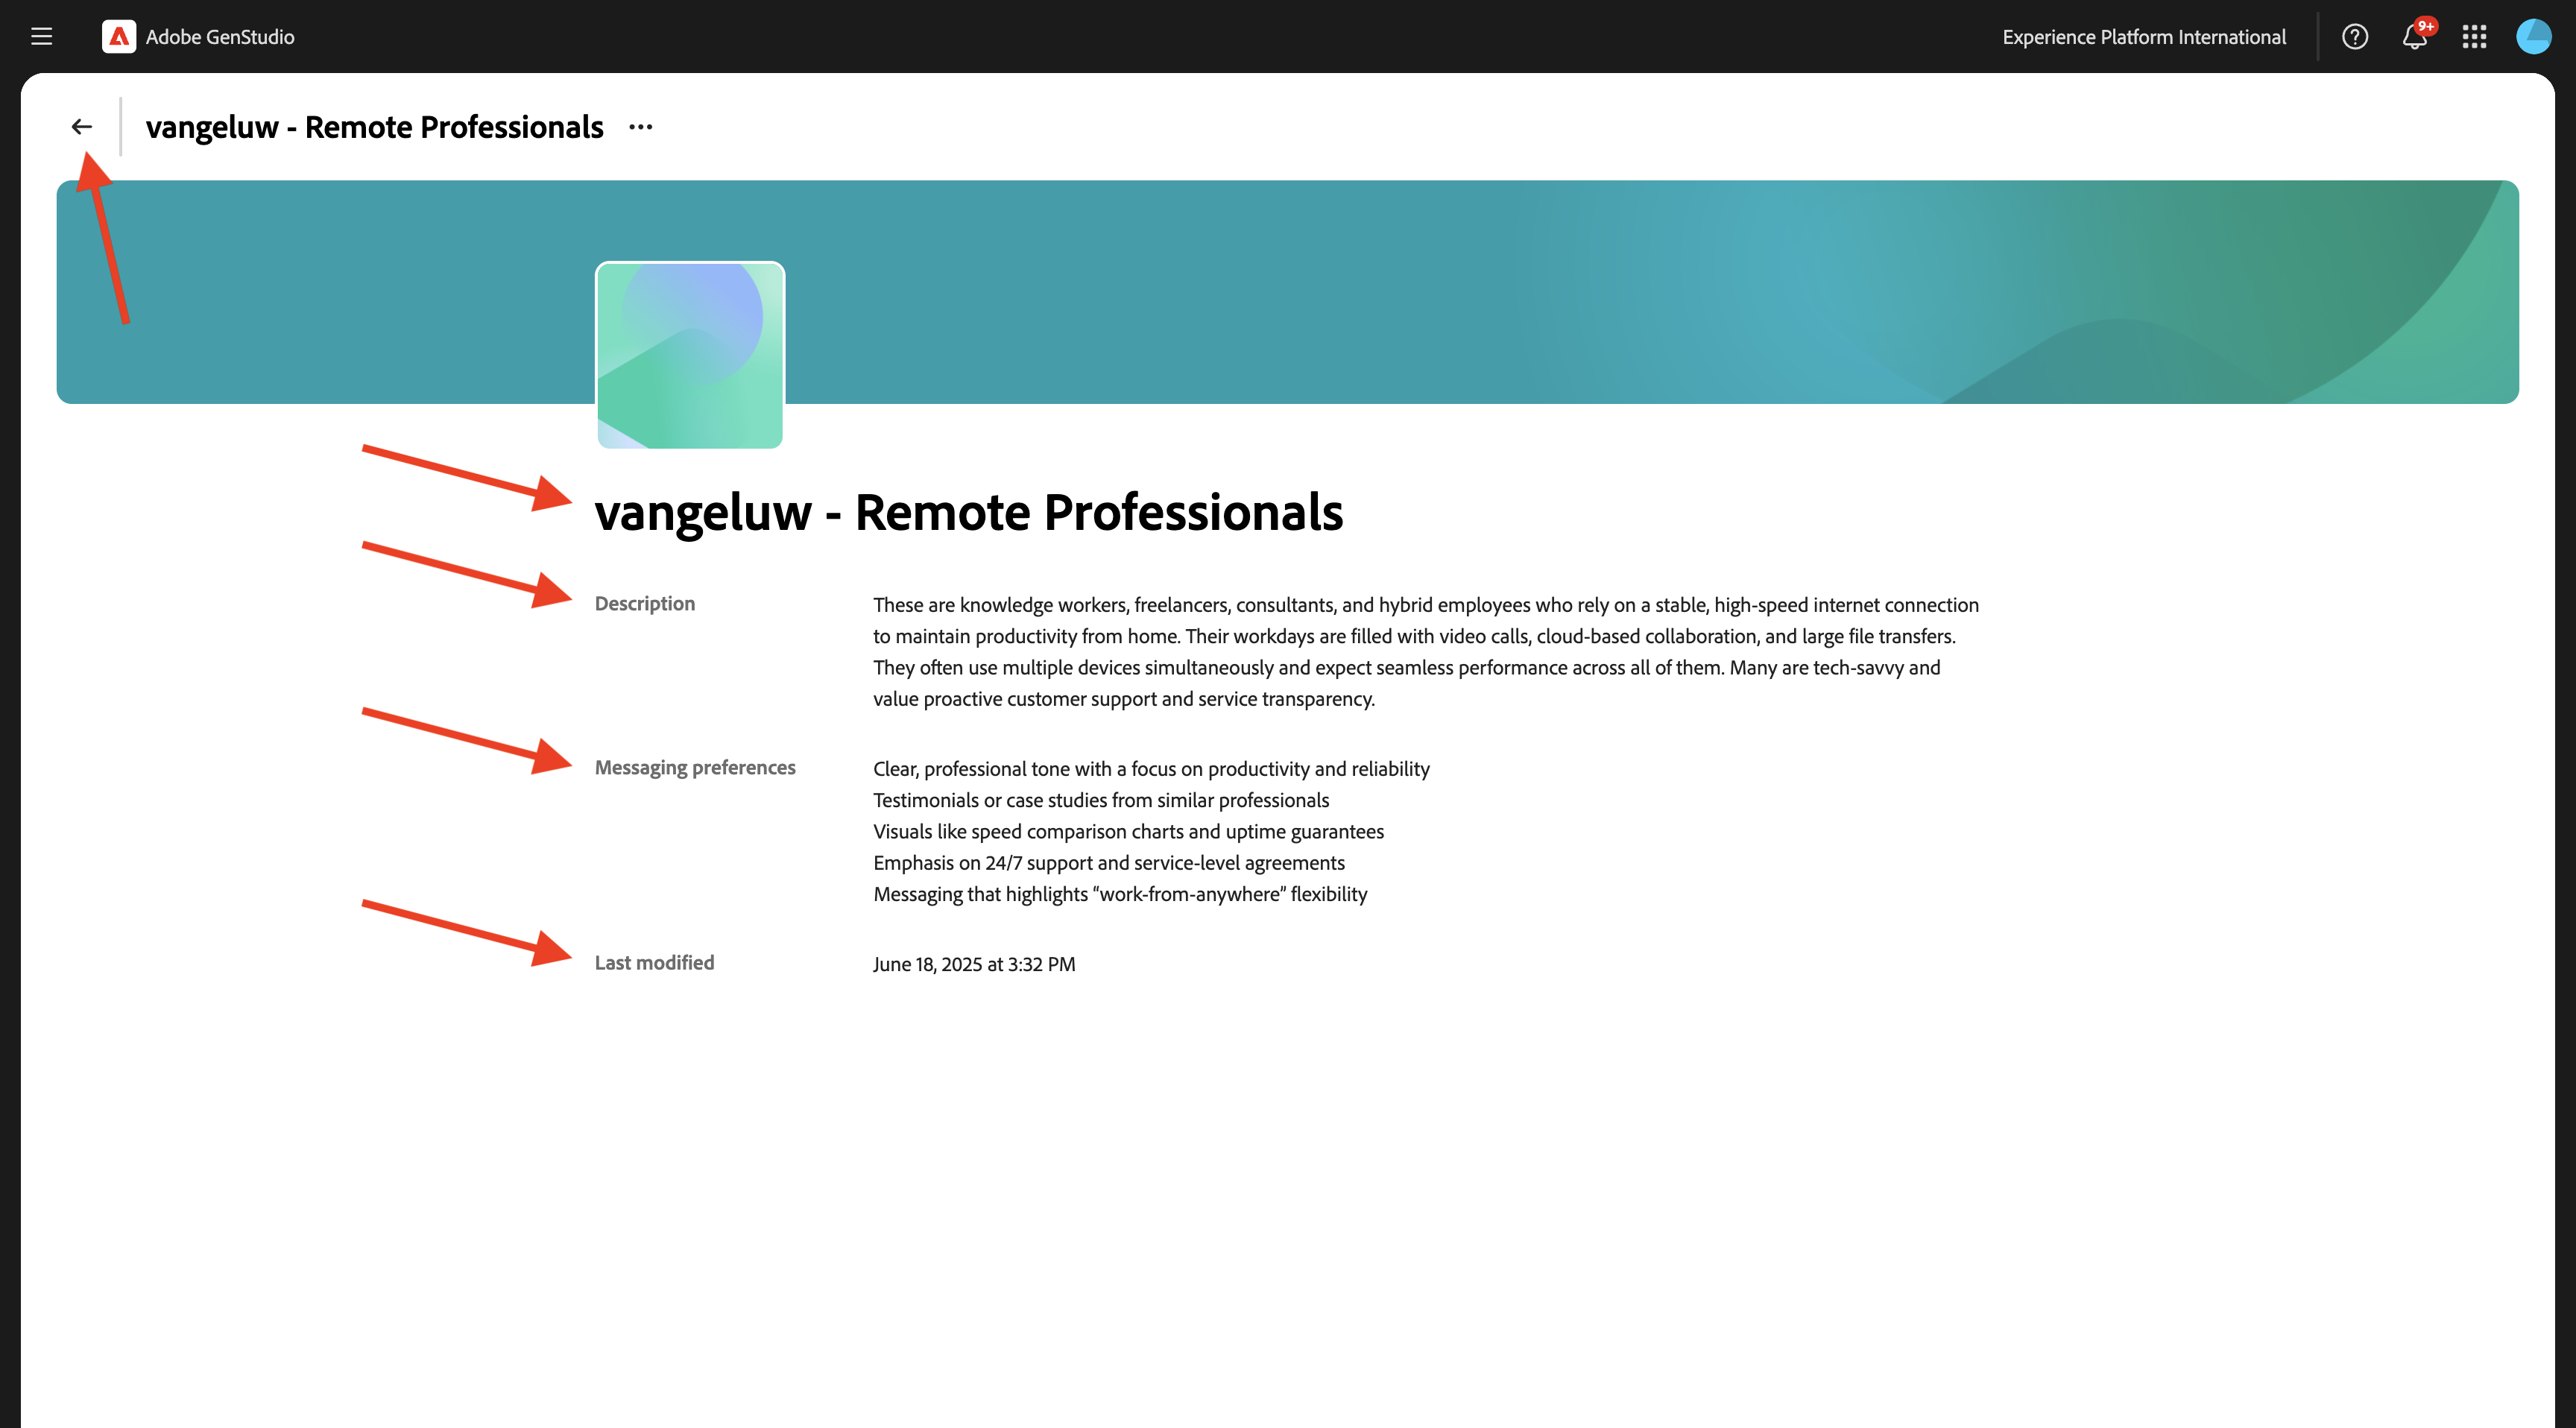 Adobe GenStudio
Experience Platform International
9+
vangeluw - Remote Professionals
vangeluw - Remote Professionals
Description
These are knowledge workers, freelancers, consultants, and hybrid employees who rely on a stable, high-speed internet connection
to maintain productivity from home. Their workdays are filled with video calls, cloud-based collaboration, and large file transfers.
They often use multiple devices simultaneously and expect seamless performance across all of them. Many are tech-savvy and
value proactive customer support and service transparency.
Messaging preferences
Clear, professional tone with a focus on productivity and reliability
Testimonials or case studies from similar professionals
Visuals like speed comparison charts and uptime guarantees
Emphasis on 24/7 support and service-level agreements
Messaging that highlights “work-from-anywhere” flexibility
Last modified
June 18, 2025 at 3:32 PM